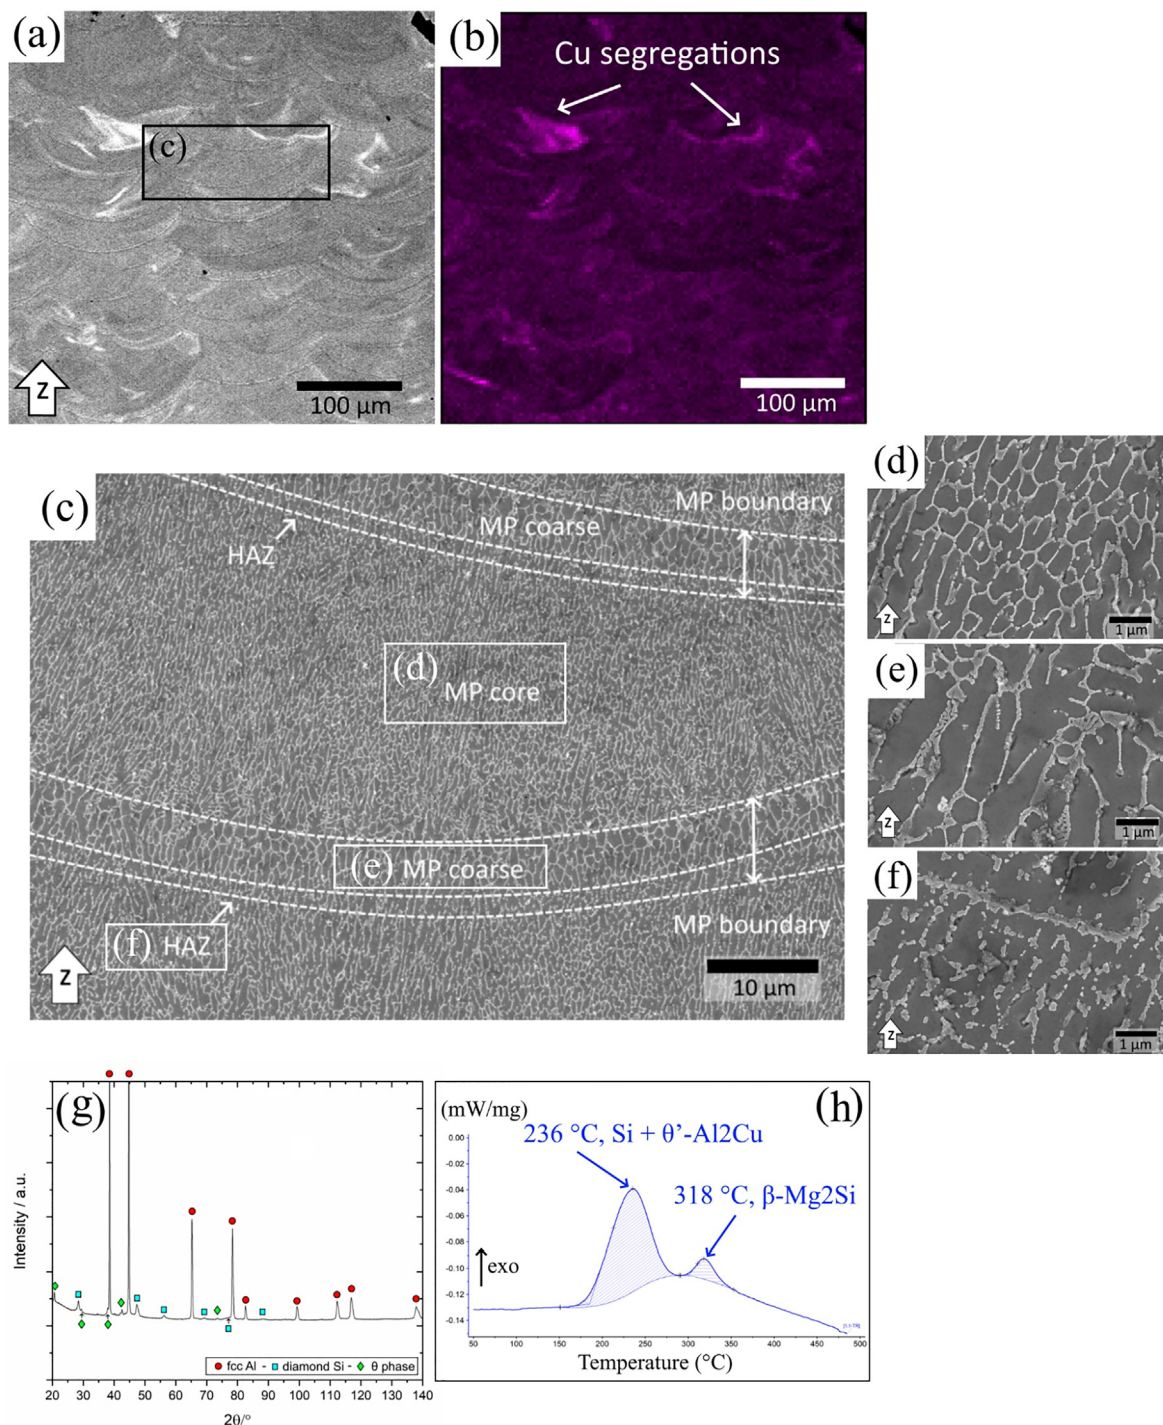 (a)
(c)
Z
100 µm
(b)
Cu segregations
100 µm
(c)
MP boundary
MP coarse
HAZ
(d)
MP core
(e) MP coarse
(f) HAZ
MP boundary
Z
10 µm
(d)
Z
1 µm
(e)
Z
1 µm
(f)
Z
1 µm
(g)
Intensity / a.u.
fcc Al - diamond Si - θ phase
20 30 40 50 60 70 80 90 100 110 120 130 140
2θ/°
(mW/mg)
(h)
236 °C, Si + θ’-Al2Cu
318 °C, β-Mg2Si
exo
0.00
-0.02
-0.04
-0.06
-0.08
-0.10
-0.12
-0.14
50 100 150 200 250 300 350 400 450 500
Temperature (°C)